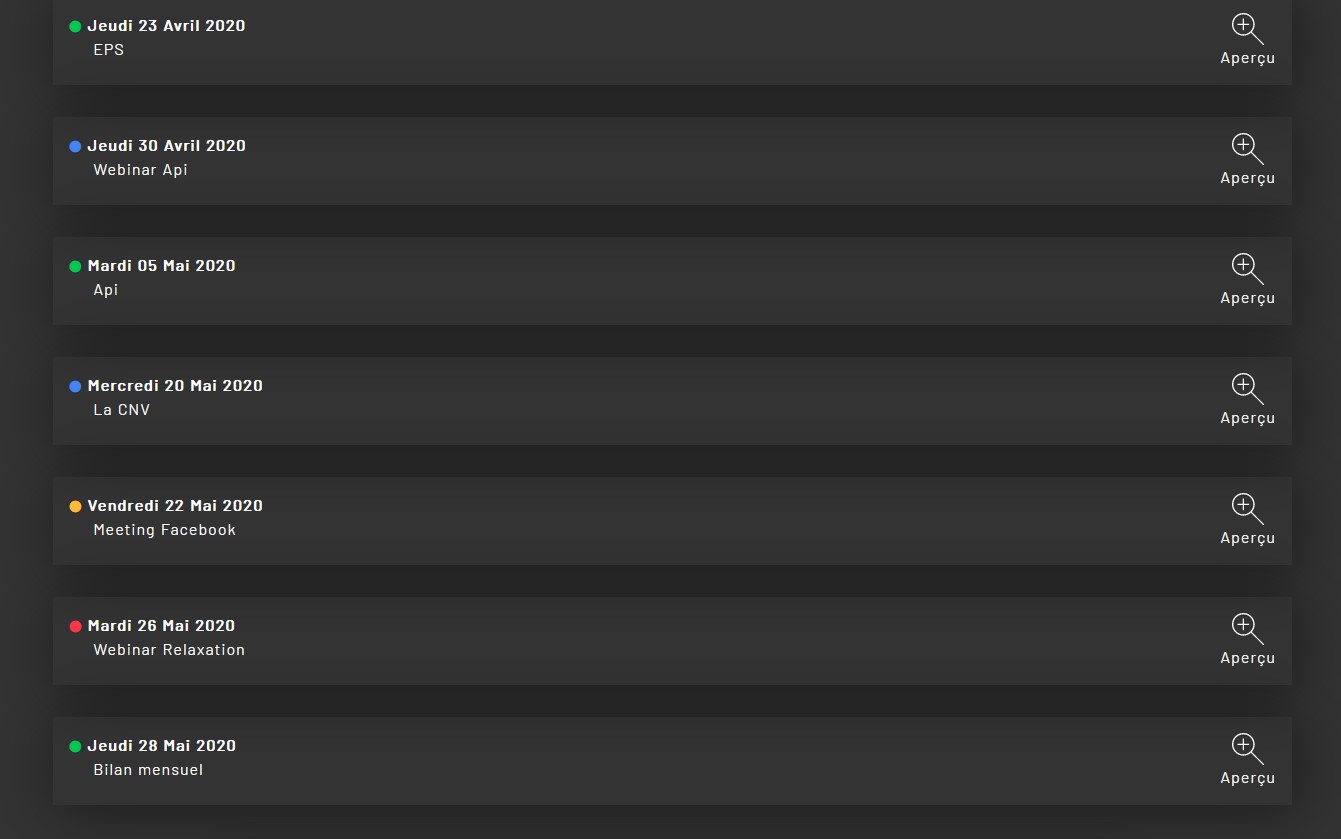 Jeudi 23 Avril 2020
EPS
Aperçu
Jeudi 30 Avril 2020
Webinar Api
Aperçu
Mardi 05 Mai 2020
Api
Aperçu
Mercredi 20 Mai 2020
La CNV
Aperçu
Vendredi 22 Mai 2020
Meeting Facebook
Aperçu
Mardi 26 Mai 2020
Webinar Relaxation
Aperçu
Jeudi 28 Mai 2020
Bilan mensuel
Aperçu